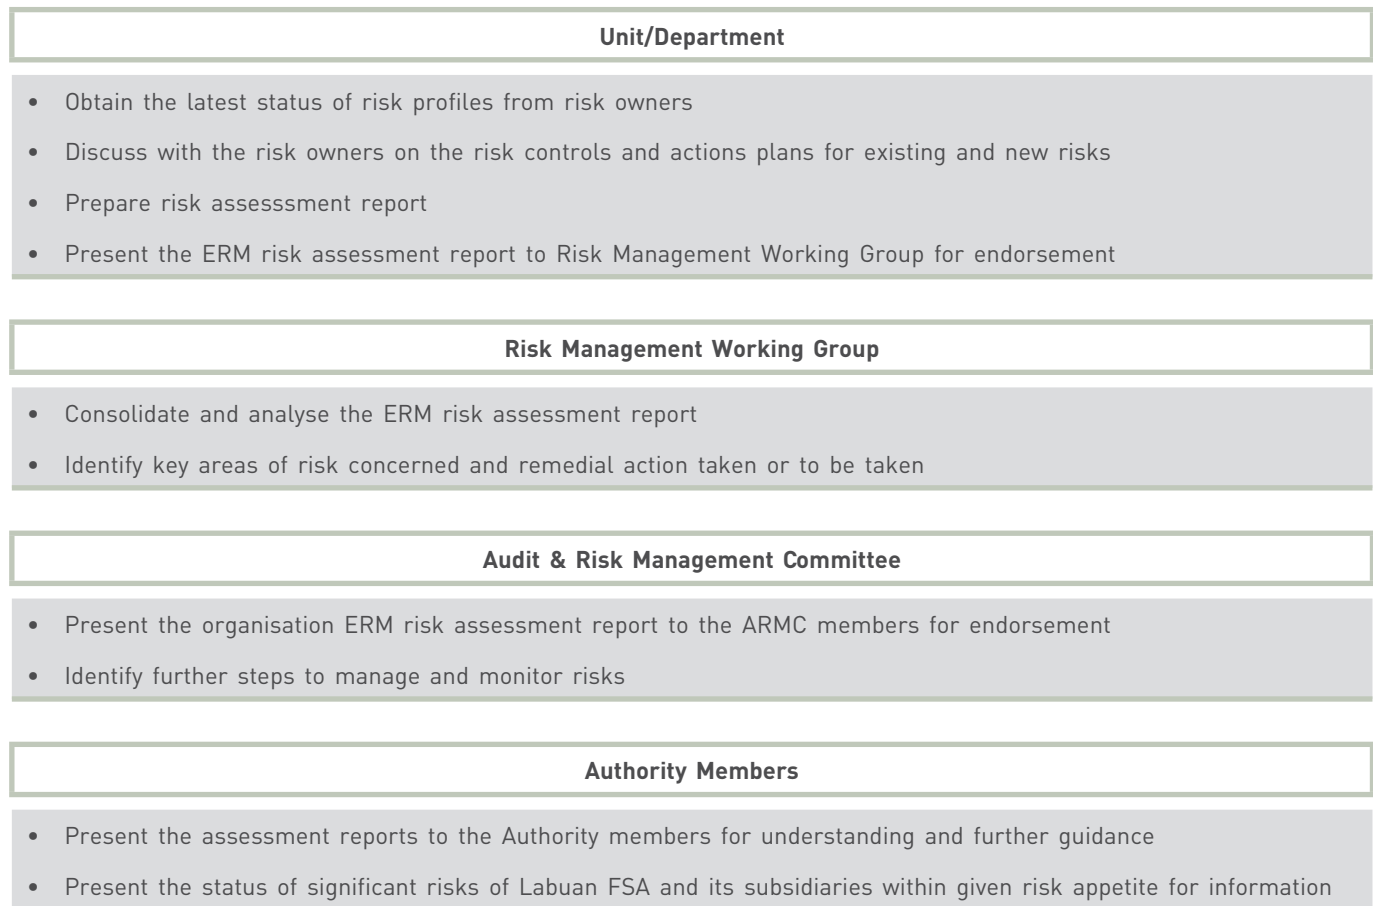 Unit/Department
• Obtain the latest status of risk profiles from risk owners
• Discuss with the risk owners on the risk controls and actions plans for existing and new risks
• Prepare risk assesssment report
• Present the ERM risk assessment report to Risk Management Working Group for endorsement
Risk Management Working Group
• Consolidate and analyse the ERM risk assessment report
• Identify key areas of risk concerned and remedial action taken or to be taken
Audit & Risk Management Committee
• Present the organisation ERM risk assessment report to the ARMC members for endorsement
• Identify further steps to manage and monitor risks
Authority Members
• Present the assessment reports to the Authority members for understanding and further guidance
• Present the status of significant risks of Labuan FSA and its subsidiaries within given risk appetite for information